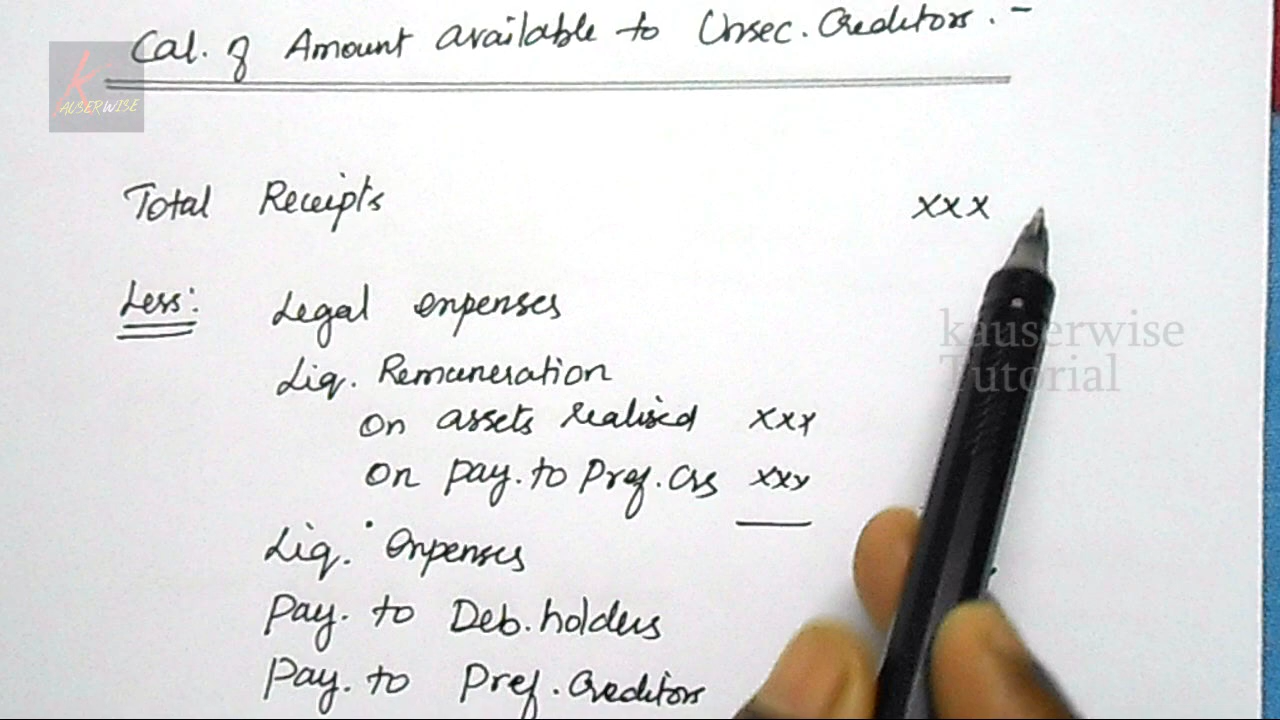 Cal. of Amount available to Unsec. Creditors. -
K
AUSERWISE
Total Receipts xxx
kauserwise
Tutorial
Less: Legal expenses
Liq. Remuneration
on assets realised xxx
on pay. to Pref. Crs xxx
Liq. expenses
Pay. to Deb. holders
Pay. to Pref. Creditors